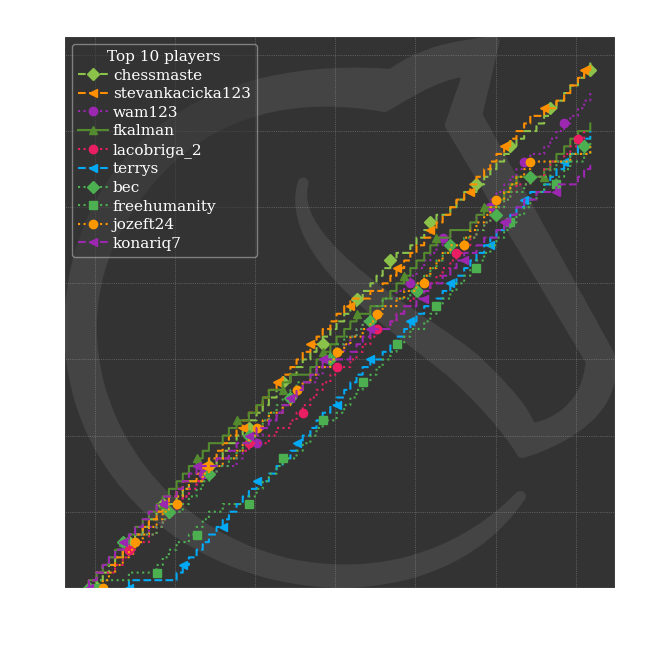 Top 10 players
chessmaste
stevankacicka123
wam123
fkalman
lacobriga_2
terrys
bec
freehumanity
jozeft24
konariq7